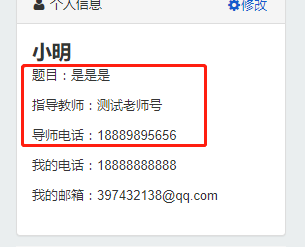 个人信息 修改
小明
题目：是是是
指导教师：测试老师号
导师电话：18889895656
我的电话：18888888888
我的邮箱：397432138@qq.com